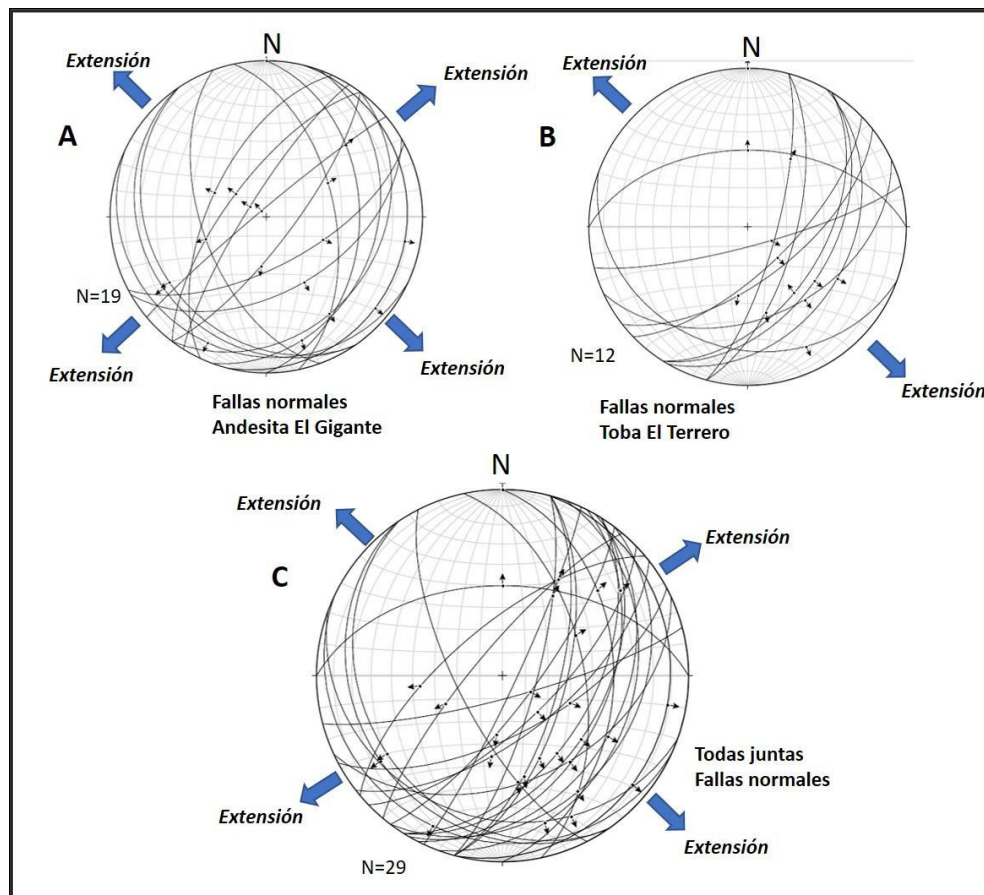 N
Extensión
Extensión
A
N=19
Extensión
Extensión
Fallas normales
Andesita El Gigante
N
Extensión
B
N=12
Extensión
Fallas normales
Toba El Terrero
N
Extensión
Extensión
C
Todas juntas
Fallas normales
Extensión
Extensión
N=29